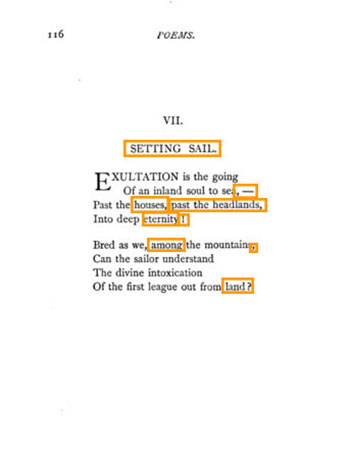 116
POEMS.
VII.
SETTING SAIL.
EXULTATION is the going
Of an inland soul to sea, —
Past the houses, past the headlands,
Into deep eternity !
Bred as we, among the mountains,
Can the sailor understand
The divine intoxication
Of the first league out from land ?